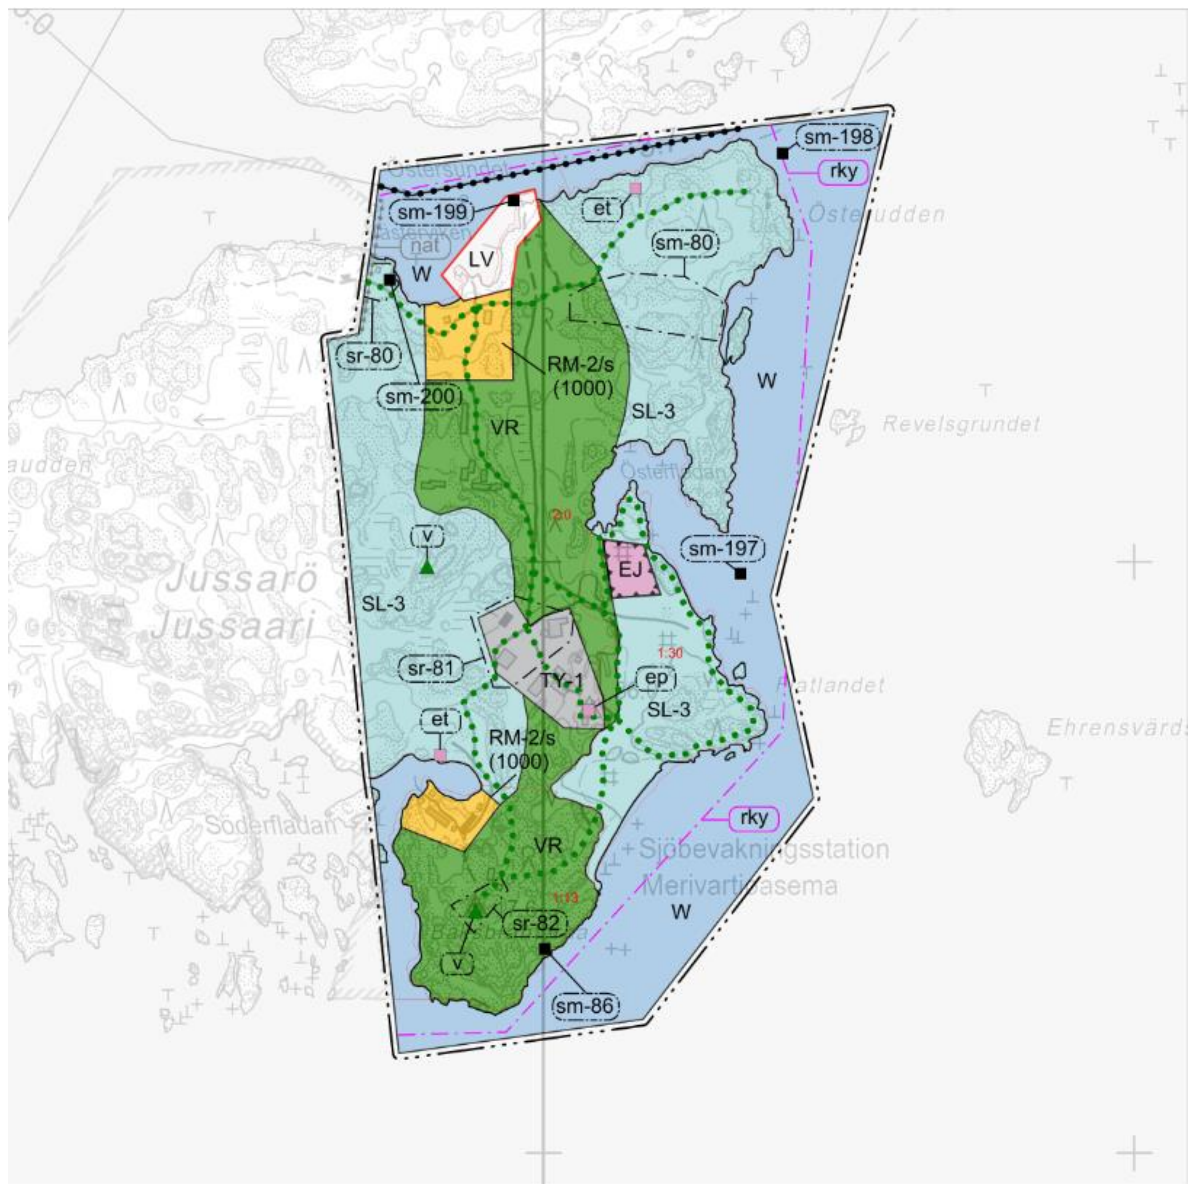 sm-198
rky
Östersundet
sm-199
et
Österudden
nat
sm-80
LV
W
sr-80
RM-2/s
(1000)
W
sm-200
SL-3
VR
Revelsgrundet
audden
Österfladan
2:0
v
sm-197
EJ
Jussarö
Jussaari
SL-3
1:30
sr-81
TY-1
ep
Flatlandet
SL-3
et
RM-2/s
(1000)
Ehrensvärds
Söderfladan
rky
VR
Sjöbevakningsstation
Merivartioasema
1:13
W
sr-82
v
sm-86